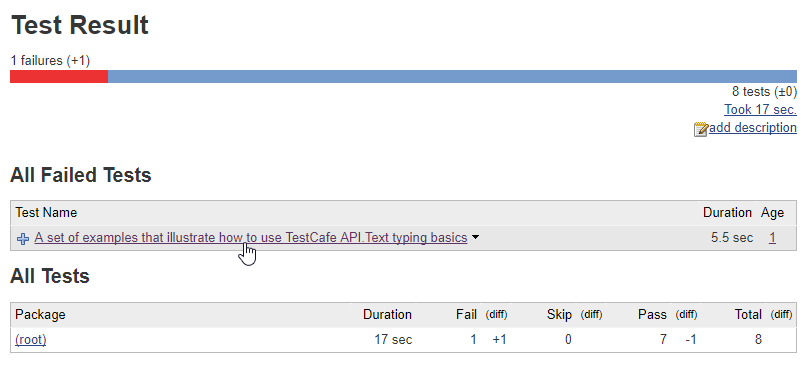 Test Result
1 failures (+1)
8 tests (±0)
Took 17 sec.
add description
All Failed Tests
Test Name Duration Age
A set of examples that illustrate how to use TestCafe API.Text typing basics 5.5 sec 1
All Tests
Package Duration Fail (diff) Skip (diff) Pass (diff) Total (diff)
(root) 17 sec 1 +1 0 7 -1 8